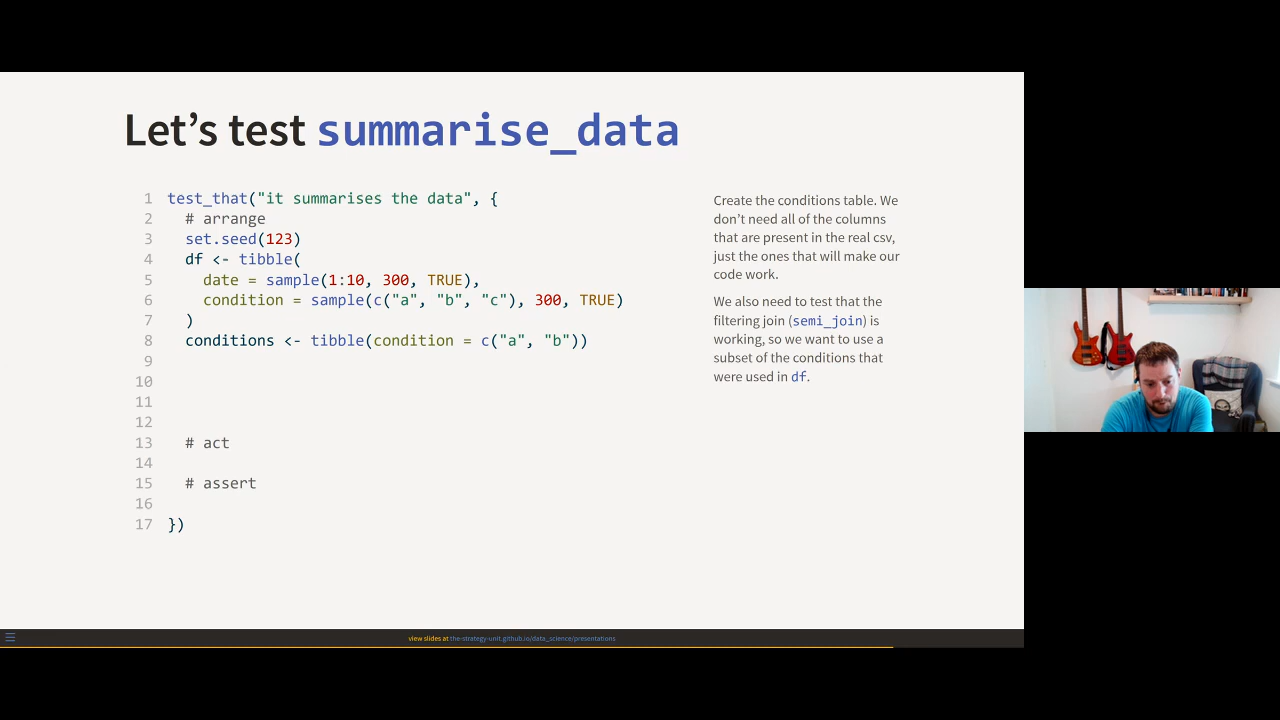 Let’s test summarise_data
1 test_that("it summarises the data", {
2 # arrange
3 set.seed(123)
4 df <- tibble(
5 date = sample(1:10, 300, TRUE),
6 condition = sample(c("a", "b", "c"), 300, TRUE)
7 )
8 conditions <- tibble(condition = c("a", "b"))
9
10
11
12
13 # act
14
15 # assert
16
17 })
Create the conditions table. We
don’t need all of the columns
that are present in the real csv,
just the ones that will make our
code work.
We also need to test that the
filtering join (semi_join) is
working, so we want to use a
subset of the conditions that
were used in df.
view slides at the-strategy-unit.github.io/data_science/presentations